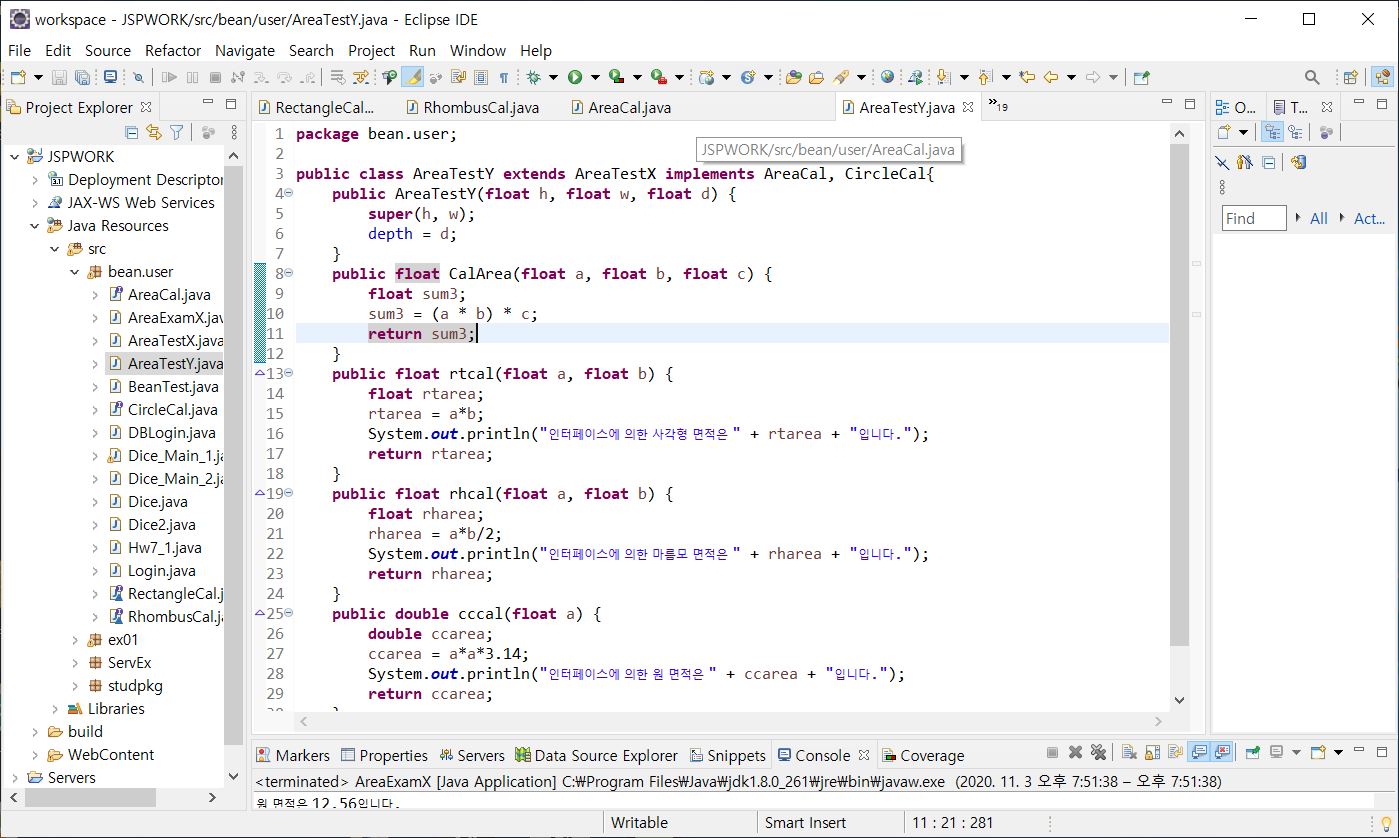 workspace - JSPWORK/src/bean/user/AreaTestY.java - Eclipse IDE
File Edit Source Refactor Navigate Search Project Run Window Help
Project Explorer
RectangleCal...
RhombusCal.java
AreaCal.java
AreaTestY.java
»19
O...
T...
JSPWORK
Deployment Descriptor
JAX-WS Web Services
Java Resources
src
bean.user
AreaCal.java
AreaExamX.jav
AreaTestX.java
AreaTestY.java
BeanTest.java
CircleCal.java
DBLogin.java
Dice_Main_1.ja
Dice_Main_2.ja
Dice.java
Dice2.java
Hw7_1.java
Login.java
RectangleCal.j
RhombusCal.ja
ex01
ServEx
studpkg
Libraries
build
WebContent
Servers
JSPWORK/src/bean/user/AreaCal.java
1 package bean.user;
2
3 public class AreaTestY extends AreaTestX implements AreaCal, CircleCal{
4 public AreaTestY(float h, float w, float d) {
5 super(h, w);
6 depth = d;
7 }
8 public float CalArea(float a, float b, float c) {
9 float sum3;
10 sum3 = (a * b) * c;
11 return sum3;
12 }
13 public float rtcal(float a, float b) {
14 float rtarea;
15 rtarea = a*b;
16 System.out.println("인터페이스에 의한 사각형 면적은 " + rtarea + "입니다.");
17 return rtarea;
18 }
19 public float rhcal(float a, float b) {
20 float rharea;
21 rharea = a*b/2;
22 System.out.println("인터페이스에 의한 마름모 면적은 " + rharea + "입니다.");
23 return rharea;
24 }
25 public double cccal(float a) {
26 double ccarea;
27 ccarea = a*a*3.14;
28 System.out.println("인터페이스에 의한 원 면적은 " + ccarea + "입니다.");
29 return ccarea;
30 }
Find All Act...
Markers Properties Servers Data Source Explorer Snippets Console Coverage
<terminated> AreaExamX [Java Application] C:₩Program Files₩Java₩jdk1.8.0_261₩jre₩bin₩javaw.exe (2020. 11. 3 오후 7:51:38 – 오후 7:51:38)
원 면적은 12.56입니다.
Writable
Smart Insert
11 : 21 : 281